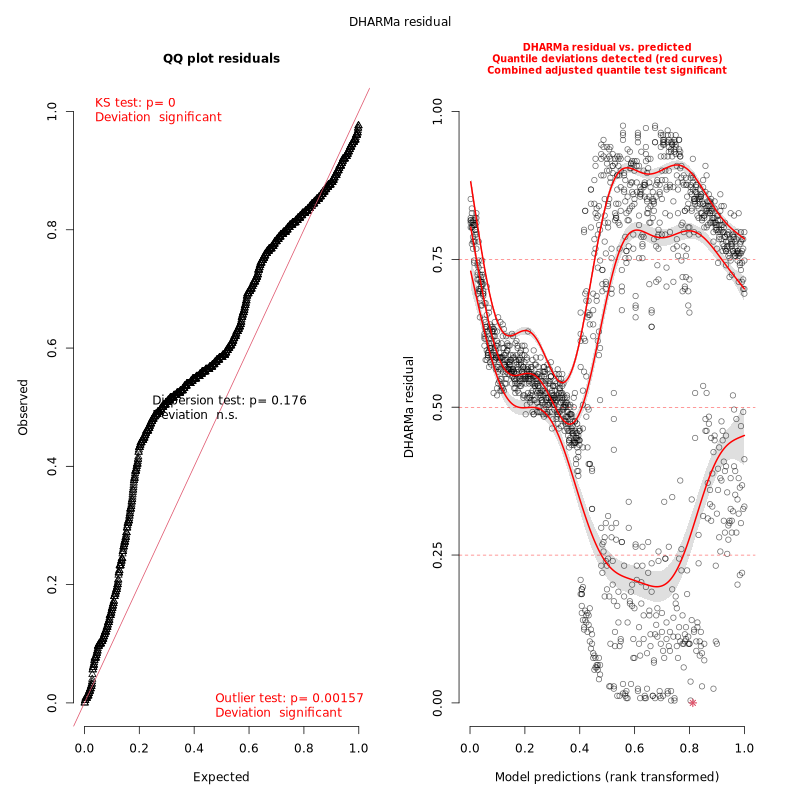 DHARMa residual
QQ plot residuals
KS test: p= 0
Deviation  significant
Dispersion test: p= 0.176
Deviation  n.s.
Outlier test: p= 0.00157
Deviation  significant
Observed
0.0
0.2
0.4
0.6
0.8
1.0
0.0
0.2
0.4
0.6
0.8
1.0
Expected
DHARMa residual vs. predicted
Quantile deviations detected (red curves)
Combined adjusted quantile test significant
DHARMa residual
0.00
0.25
0.50
0.75
1.00
0.0
0.2
0.4
0.6
0.8
1.0
Model predictions (rank transformed)